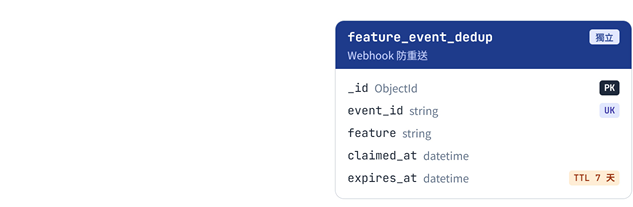 feature_event_dedup 獨立
Webhook 防重送
_id ObjectId PK
event_id string UK
feature string
claimed_at datetime
expires_at datetime TTL 7 天